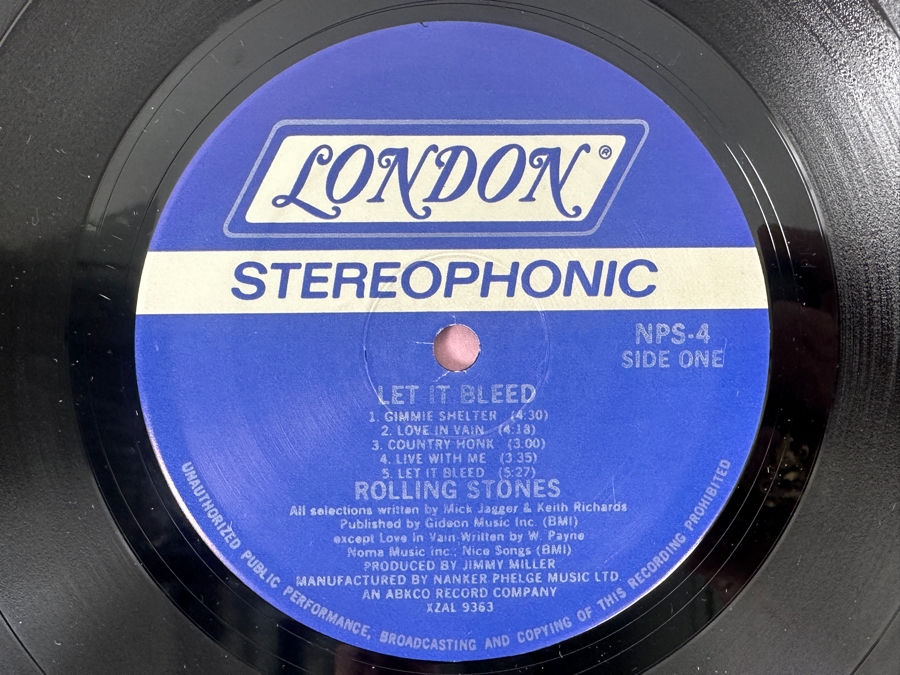 LONDON®
STEREOPHONIC
NPS-4
SIDE ONE
LET IT BLEED
1. GIMMIE SHELTER (4:30)
2. LOVE IN VAIN (4:18)
3. COUNTRY HONK (3:00)
4. LIVE WITH ME (3:35)
5. LET IT BLEED (5:27)
ROLLING STONES
All selections written by Mick Jagger & Keith Richards
Published by Gideon Music Inc. (BMI)
except Love In Vain Written by W. Payne
Noma Music Inc.; Nice Songs (BMI)
PRODUCED BY JIMMY MILLER
MANUFACTURED BY NANKER PHELGE MUSIC LTD.
AN ABKCO RECORD COMPANY
XZAL 9363
UNAUTHORIZED PUBLIC PERFORMANCE, BROADCASTING AND COPYING OF THIS RECORDING PROHIBITED